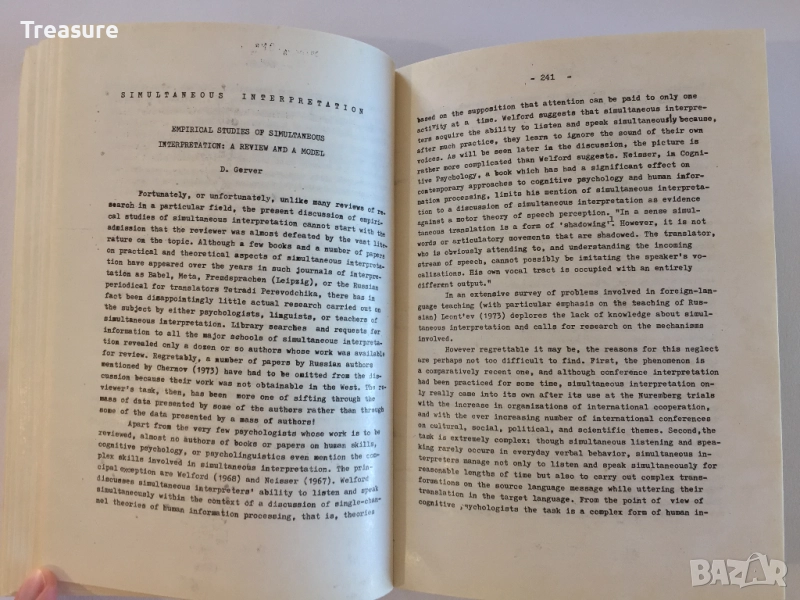 Treasure
SIMULTANEOUS INTERPRETATION
EMPIRICAL STUDIES OF SIMULTANEOUS
INTERPRETATION: A REVIEW AND A MODEL
D. Gerver
Fortunately, or unfortunately, unlike many reviews of re-
search in a particular field, the present discussion of empiri-
cal studies of simultaneous interpretation cannot start with the
admission that the reviewer was almost defeated by the vast lite-
rature on the topic. Although a few books and a number of papers
on practical and theoretical aspects of simultaneous interpreta-
tion have appeared over the years in such journals of interpre-
tation as Babel, Meta, Fremdsprachen (Leipzig), or the Russian
periodical for translators Tetradi Perevodchika, there has in
fact been disappointingly little actual research carried out on
the subject by either psychologists, linguists, or teachers of
simultaneous interpretation. Library searches and requests for
information to all the major schools of simultaneous interpreta-
tion revealed only a dozen or so authors whose work was available
for review. Regretably, a number of papers by Russian authors
mentioned by Chernov (1973) have had to be omitted from the dis-
cussion because their work was not obtainable in the West. The re-
viewer's task, then, has been more one of sifting through the
mass of data presented by some of the authors rather than through
some of the data presented by a mass of authors!
Apart from the very few psychologists whose work is to be
reviewed, almost no authors of books or papers on human skills,
cognitive psychology, or psycholinguistics even mention the com-
plex skills involved in simultaneous interpretation. The prin-
cipal exception are Welford (1968) and Neisser (1967). Welford
discusses simultaneous interpreters' ability to listen and speak
simultaneously within the context of a discussion of single-chan-
nel theories of human information processing, that is, theories
- 241 -
based on the supposition that attention can be paid to only one
activity at a time. Welford suggests that simultaneous interpre-
ters acquire the ability to listen and speak simultaneously because,
after much practice, they learn to ignore the sound of their own
voices. As will be seen later in the discussion, the picture is
rather more complicated than Welford suggests. Neisser, in Cogni-
tive Psychology, a book which has had a significant effect on
contemporary approaches to cognitive psychology and human infor-
mation processing, limits his mention of simultaneous interpreta-
tion to a discussion of simultaneous interpretation as evidence
against a motor theory of speech perception. "In a sense simul-
taneous translation is a form of 'shadowing'. However, it is not
words or articulatory movements that are shadowed. The translator,
who is obviously attending to, and understanding the incoming
stream of speech, cannot possibly be imitating the speaker's vo-
calizations. His own vocal tract is occupied with an entirely
different output."
In an extensive survey of problems involved in foreign-lan-
guage teaching (with particular emphasis on the teaching of Rus-
sian) Leont'ev (1973) deplores the lack of knowledge about simul-
taneous interpretation and calls for research on the mechanisms
involved.
However regrettable it may be, the reasons for this neglect
are perhaps not too difficult to find. First, the phenomenon is
a comparatively recent one, and although conference interpretation
had been practiced for some time, simultaneous interpretation on-
ly really came into its own after its use at the Nuremberg trials
with the increase in organizations of international cooperation,
and with the ever increasing number of international conferences
on cultural, social, political, and scientific themes. Second, the
task is extremely complex: though simultaneous listening and spea-
king rarely occurs in everyday verbal behavior, simultaneous in-
terpreters manage not only to listen and speak simultaneously for
reasonable lengths of time but also to carry out complex trans-
formations on the source language message while uttering their
translation in the target language. From the point of view of
cognitive ychologists the task is a complex form of human in-
BAZAR